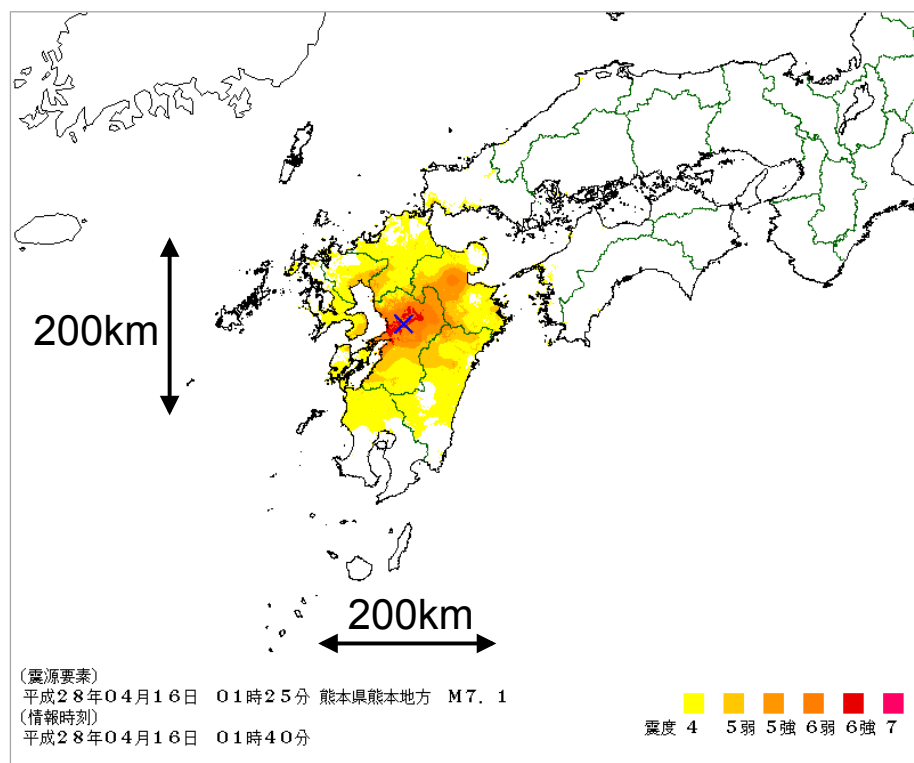 200km
200km
(震源要素)
平成28年04月16日 01時25分 熊本県熊本地方 M7.1
(情報時刻)
平成28年04月16日 01時40分
震度 4 5弱 5強 6弱 6強 7